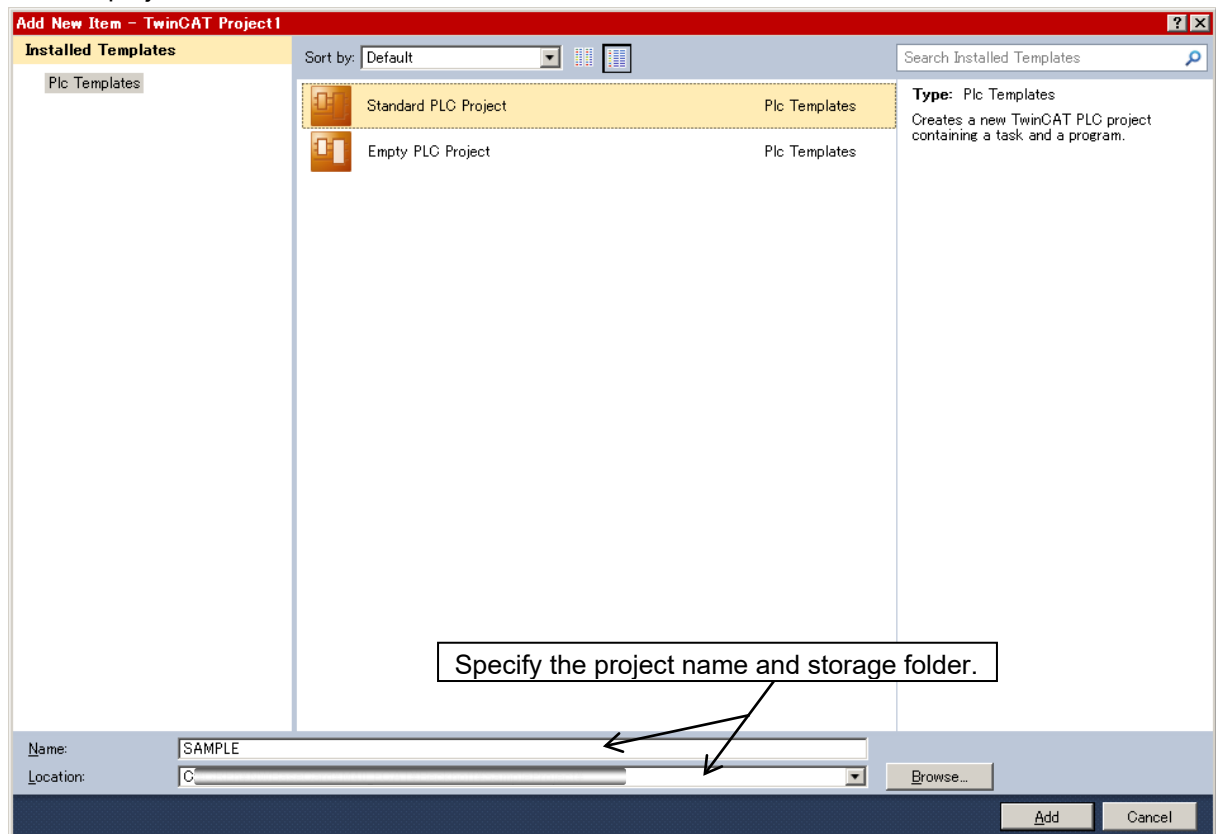 Add New Item - TwinCAT Project1
Installed Templates
Plc Templates
Sort by: Default
Search Installed Templates
Standard PLC Project Plc Templates
Empty PLC Project Plc Templates
Type: Plc Templates
Creates a new TwinCAT PLC project
containing a task and a program.
Specify the project name and storage folder.
Name: SAMPLE
Location: C
Browse...
Add Cancel